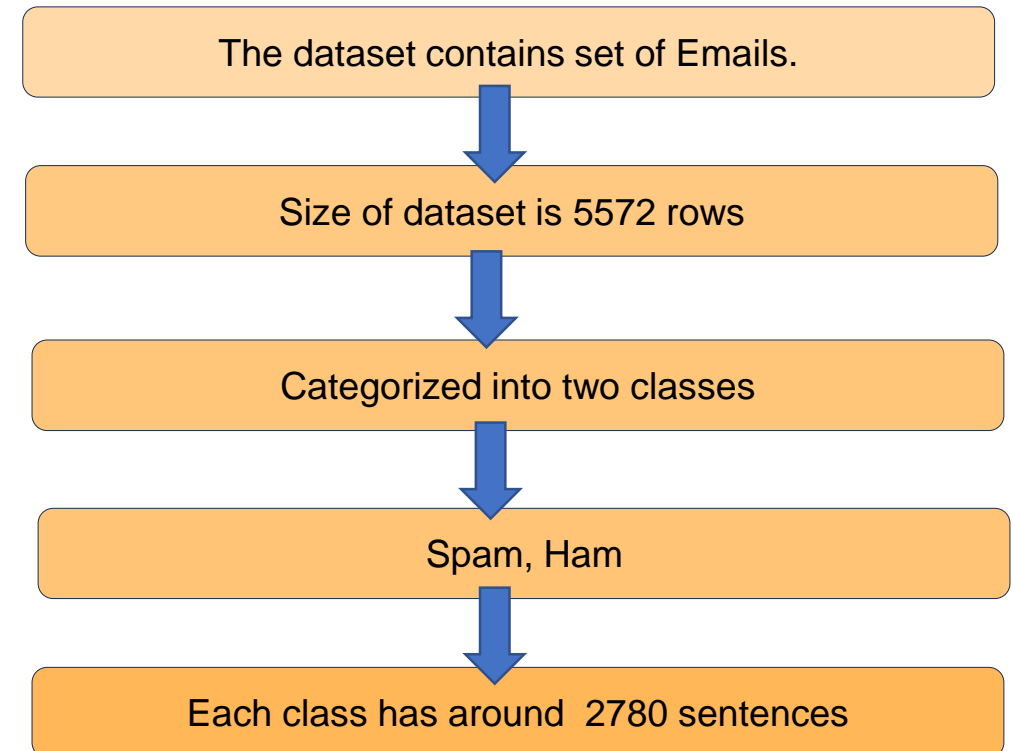 The dataset contains set of Emails.
Size of dataset is 5572 rows
Categorized into two classes
Spam, Ham
Each class has around  2780 sentences